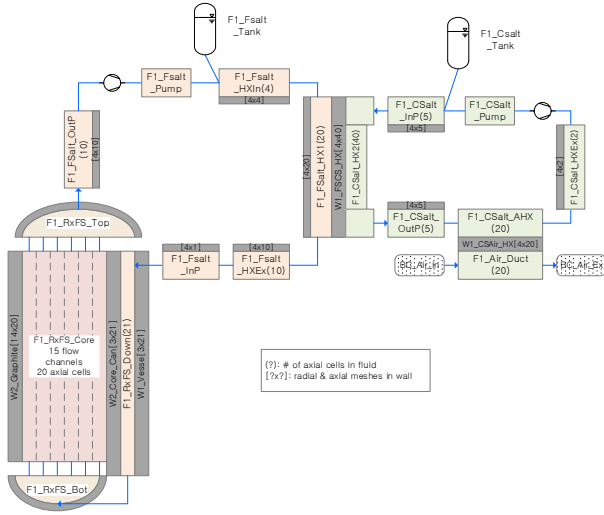 F1_Fsalt
_Tank
F1_Csalt
_Tank
F1_Fsalt
_Pump
F1_Fsalt
_HXIn(4)
[4x4]
F1_CSalt
_InP(5)
[4x5]
F1_CSalt
_Pump
F1_FSalt_OutP
(10)
[4x10]
[4x20]
F1_FSalt_HX1(20)
W1_FSCS_HX[4x40]
F1_CSalt_HX2(40)
[4x2]
F1_CSalt_HXEx(2)
[4x5]
F1_CSalt_
OutP(5)
F1_CSalt_AHX
(20)
W1_CSAir_HX[4x20]
F1_Air_Duct
(20)
BC_Air_In
BC_Air_Ex
F1_RxFS_Top
[4x1]
F1_Fsalt
_InP
[4x10]
F1_Fsalt_
HXEx(10)
W2_Graphite[14x20]
F1_RxFS_Core
15 flow
channels
20 axial cells
W2_Core_Can[3x21]
F1_RxFS_Down(21)
W1_Vesse[3x21]
F1_RxFS_Bot
(?): # of axial cells in fluid
[?x?]: radial & axial meshes in wall